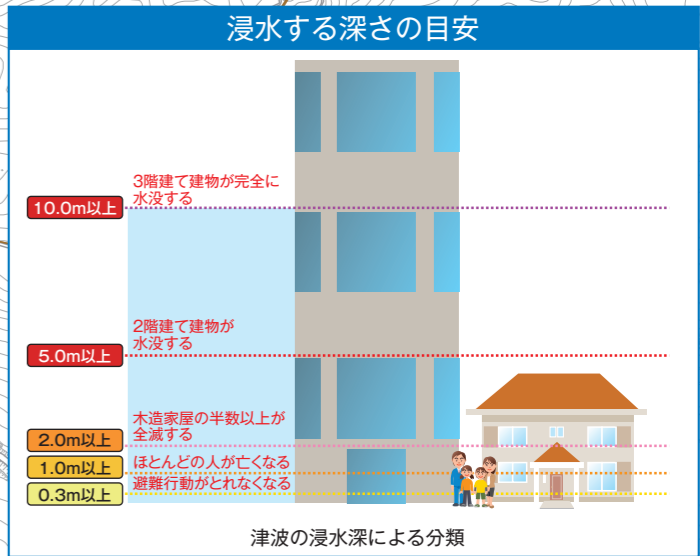 浸水する深さの目安
3階建て建物が完全に
水没する
10.0m以上
2階建て建物が
水没する
5.0m以上
木造家屋の半数以上が
全滅する
2.0m以上
ほとんどの人が亡くなる
1.0m以上
避難行動がとれなくなる
0.3m以上
津波の浸水深による分類